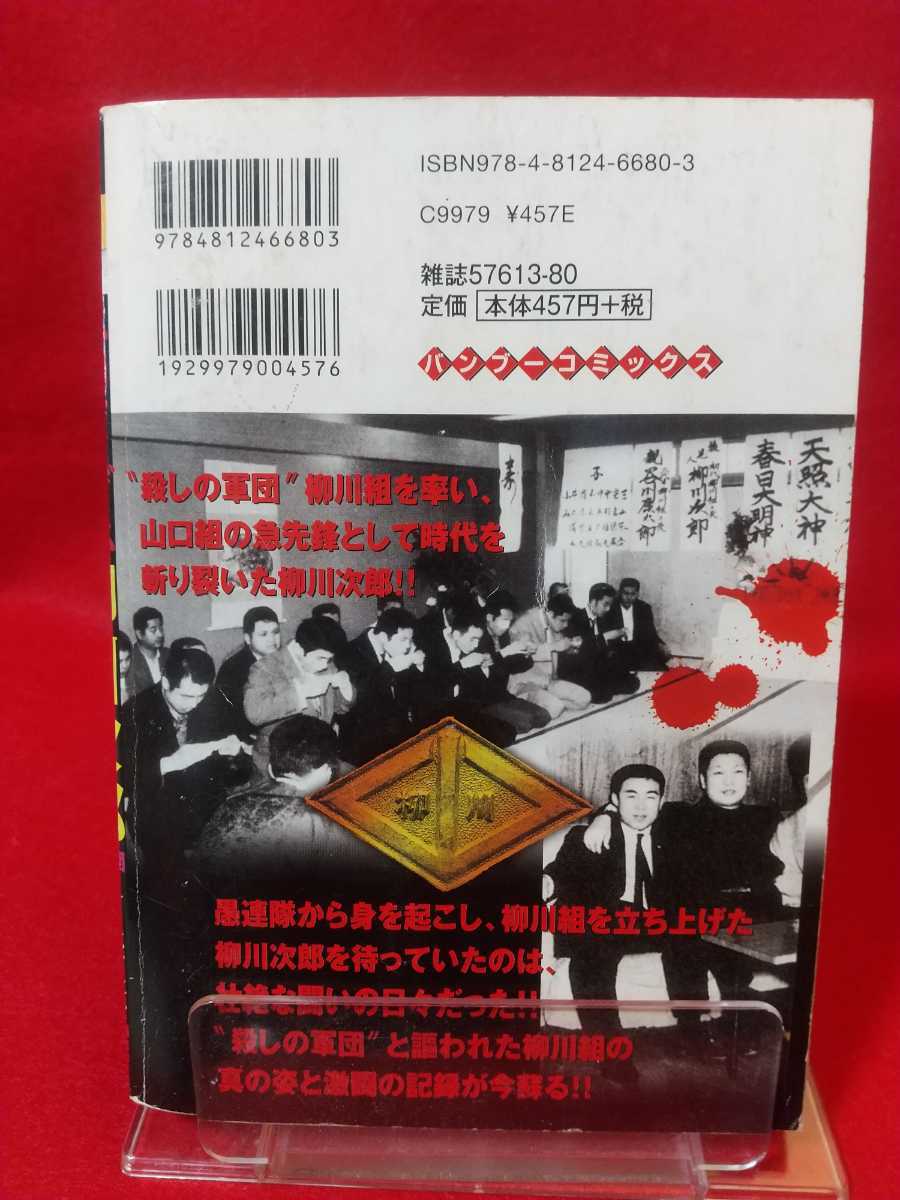 ISBN978-4-8124-6680-3
9784812466803
C9979 ¥457E
雑誌57613-80
定価 本体457円+税
1929979004576
バンブーコミックス
天照大神
春日大明神
柳川次郎
〝殺しの軍団〟柳川組を率い、
山口組の急先鋒として時代を
斬り裂いた柳川次郎!!
柳川
愚連隊から身を起こし、柳川組を立ち上げた
柳川次郎を待っていたのは、
壮絶な闘いの日々だった!!
〝殺しの軍団〟と謳われた柳川組の
真の姿と激闘の記録が今蘇る!!